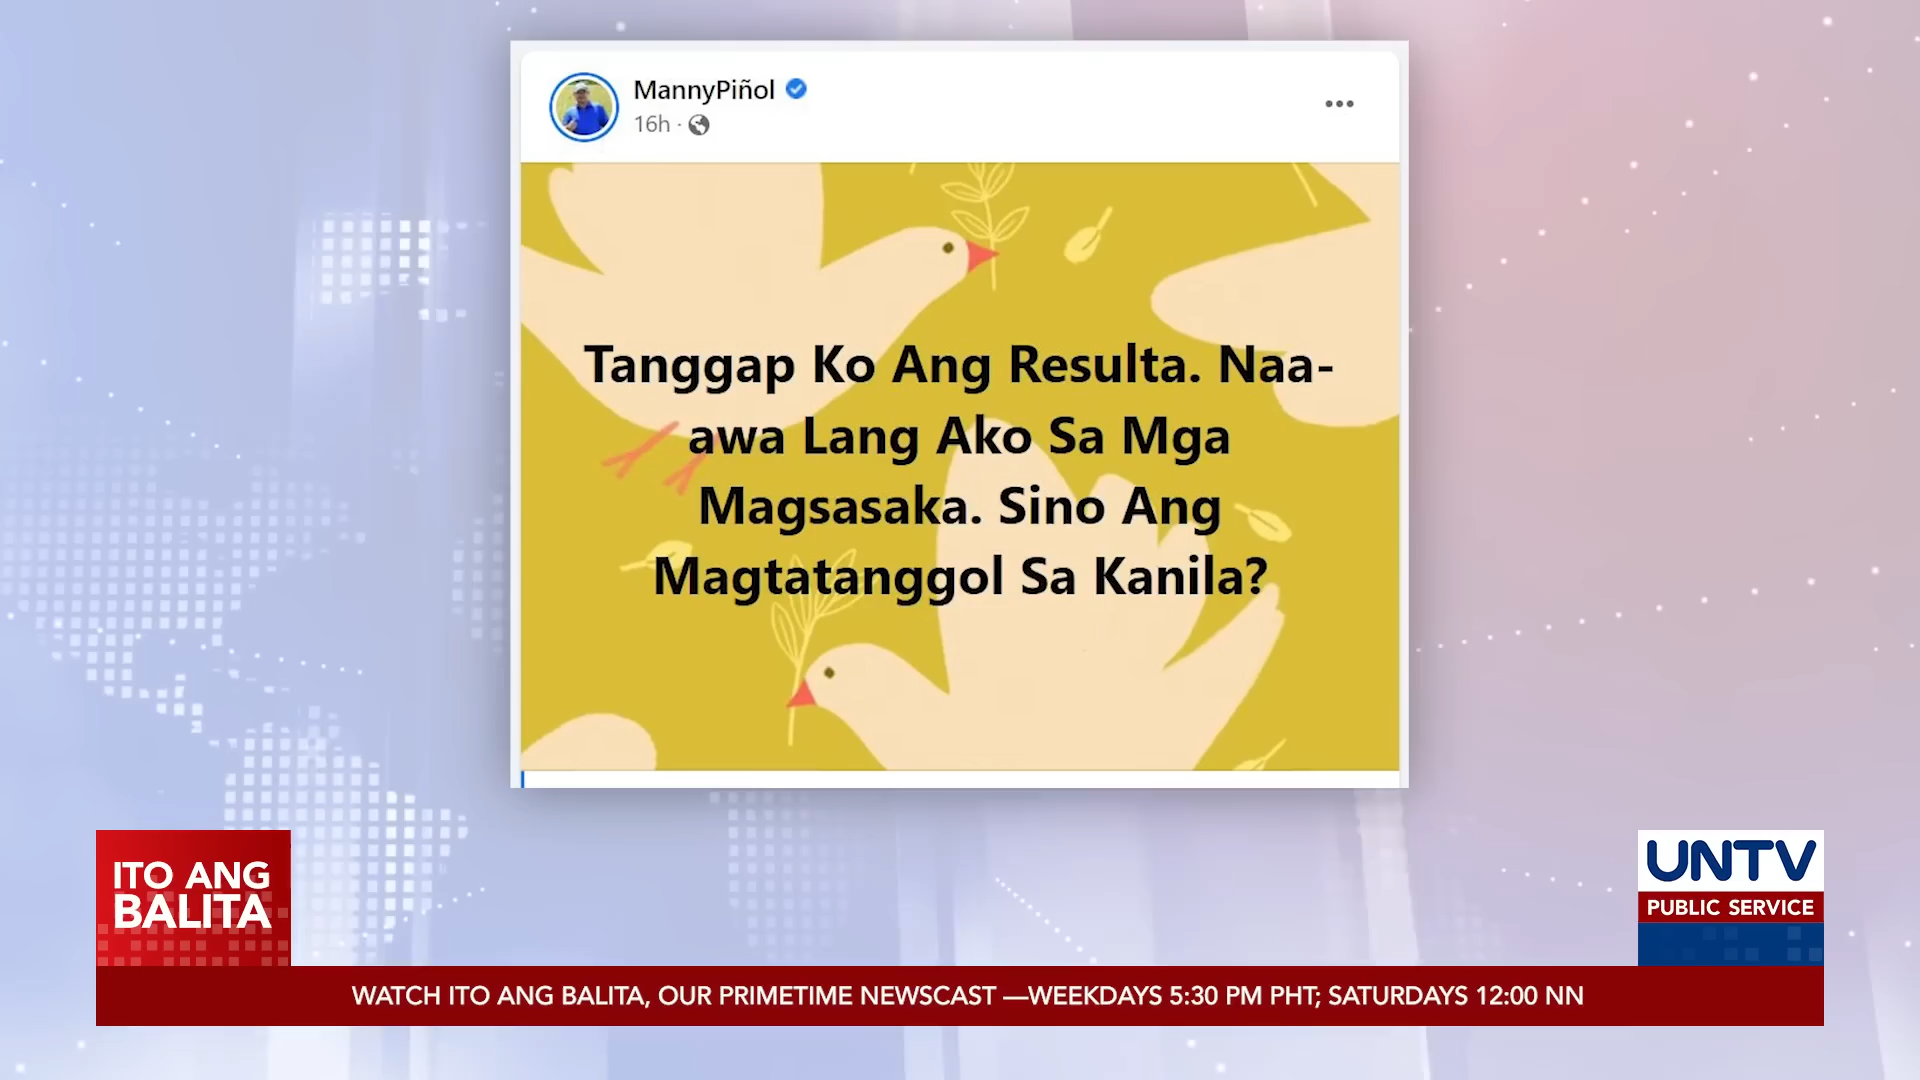 MannyPiñol
16h ·
Tanggap Ko Ang Resulta. Naa-
awa Lang Ako Sa Mga
Magsasaka. Sino Ang
Magtatanggol Sa Kanila?
ITO ANG
BALITA
UNTV
PUBLIC SERVICE
WATCH ITO ANG BALITA, OUR PRIMETIME NEWSCAST —WEEKDAYS 5:30 PM PHT; SATURDAYS 12:00 NN